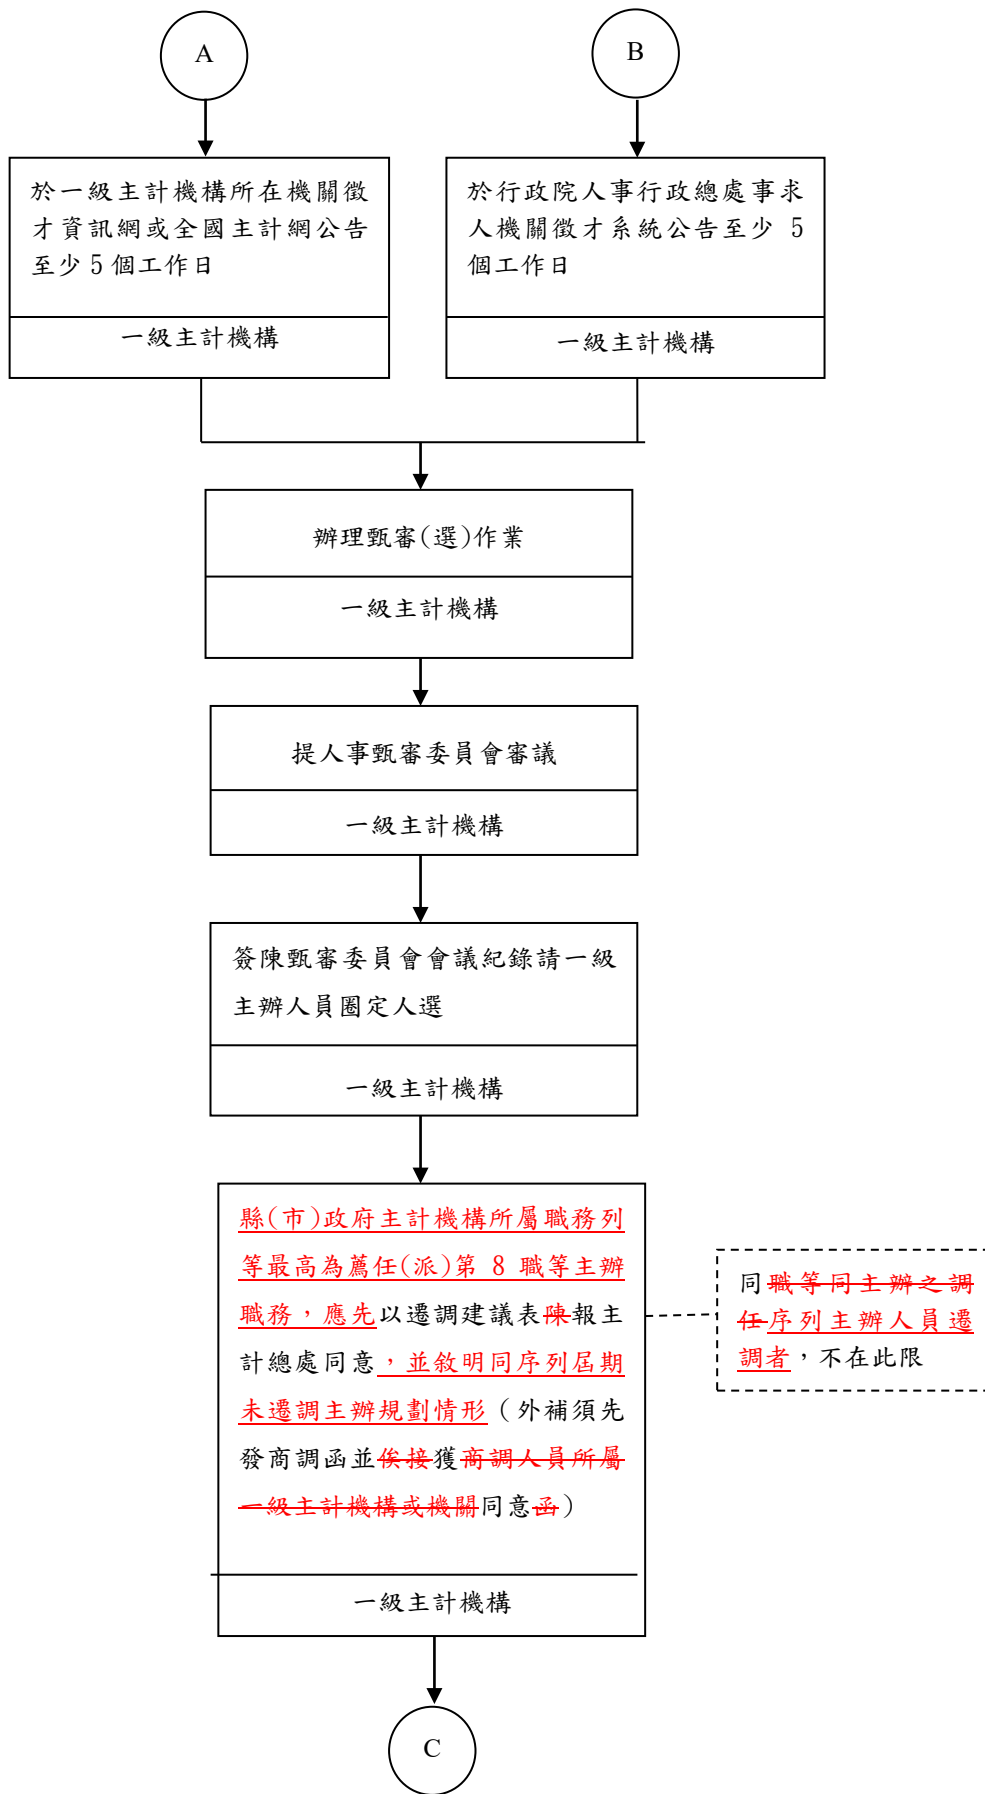 A
B
於一級主計機構所在機關徵
才資訊網或全國主計網公告
至少 5 個工作日
一級主計機構
於行政院人事行政總處事求
人機關徵才系統公告至少 5
個工作日
一級主計機構
辦理甄審(選)作業
一級主計機構
提人事甄審委員會審議
一級主計機構
簽陳甄審委員會會議紀錄請一級
主辦人員圈定人選
一級主計機構
縣(市)政府主計機構所屬職務列
等最高為薦任(派)第 8 職等主辦
職務，應先以遷調建議表陳報主
計總處同意，並敘明同序列屆期
未遷調主辦規劃情形（外補須先
發商調函並俟接獲商調人員所屬
一級主計機構或機關同意函）
一級主計機構
同職等同主辦之調
任序列主辦人員遷
調者，不在此限
C